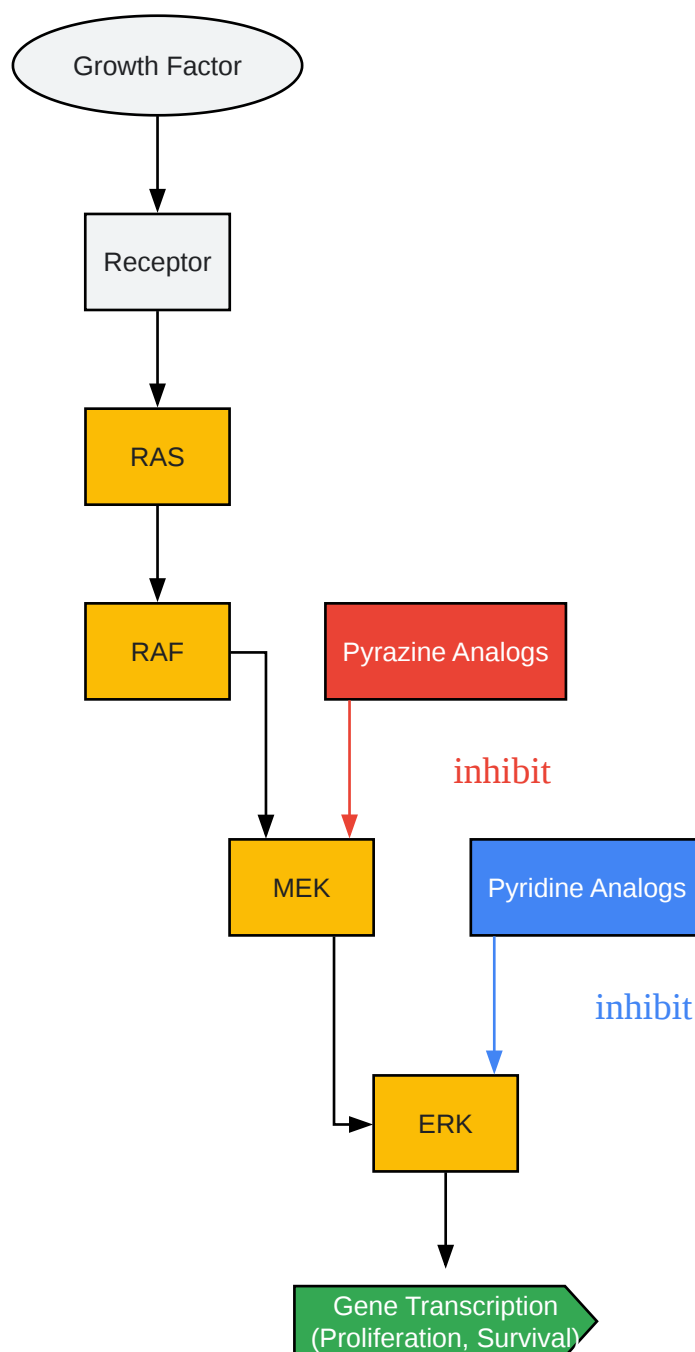 Growth Factor
Receptor
RAS
RAF
Pyrazine Analogs
inhibit
MEK
Pyridine Analogs
inhibit
ERK
Gene Transcription
(Proliferation, Survival)